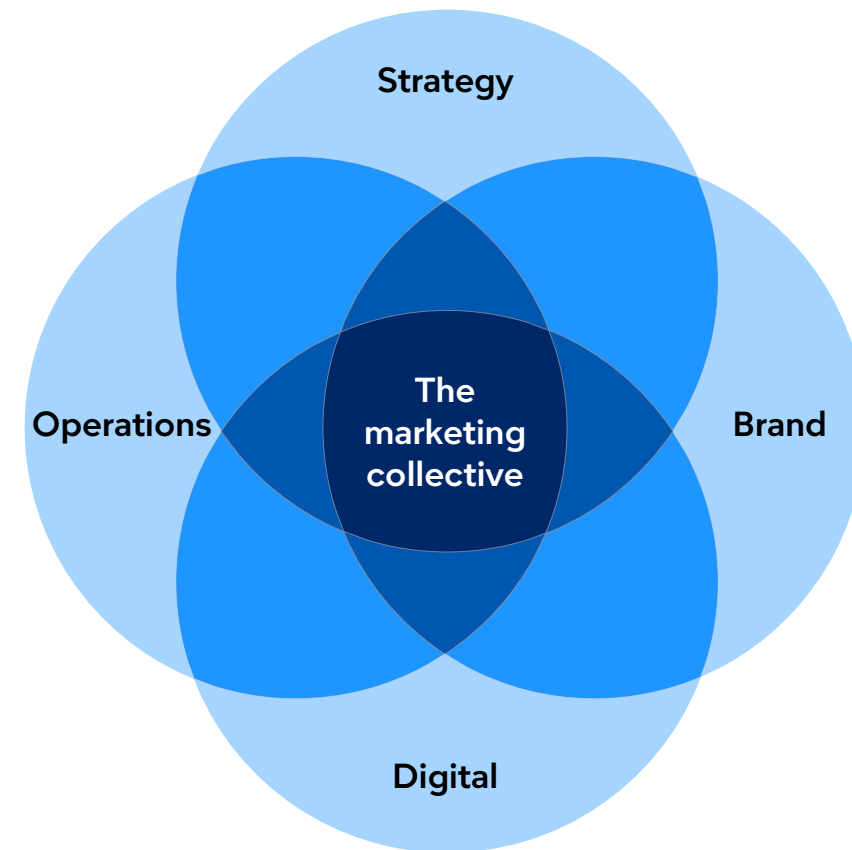 Strategy
Operations
The
marketing
collective
Brand
Digital